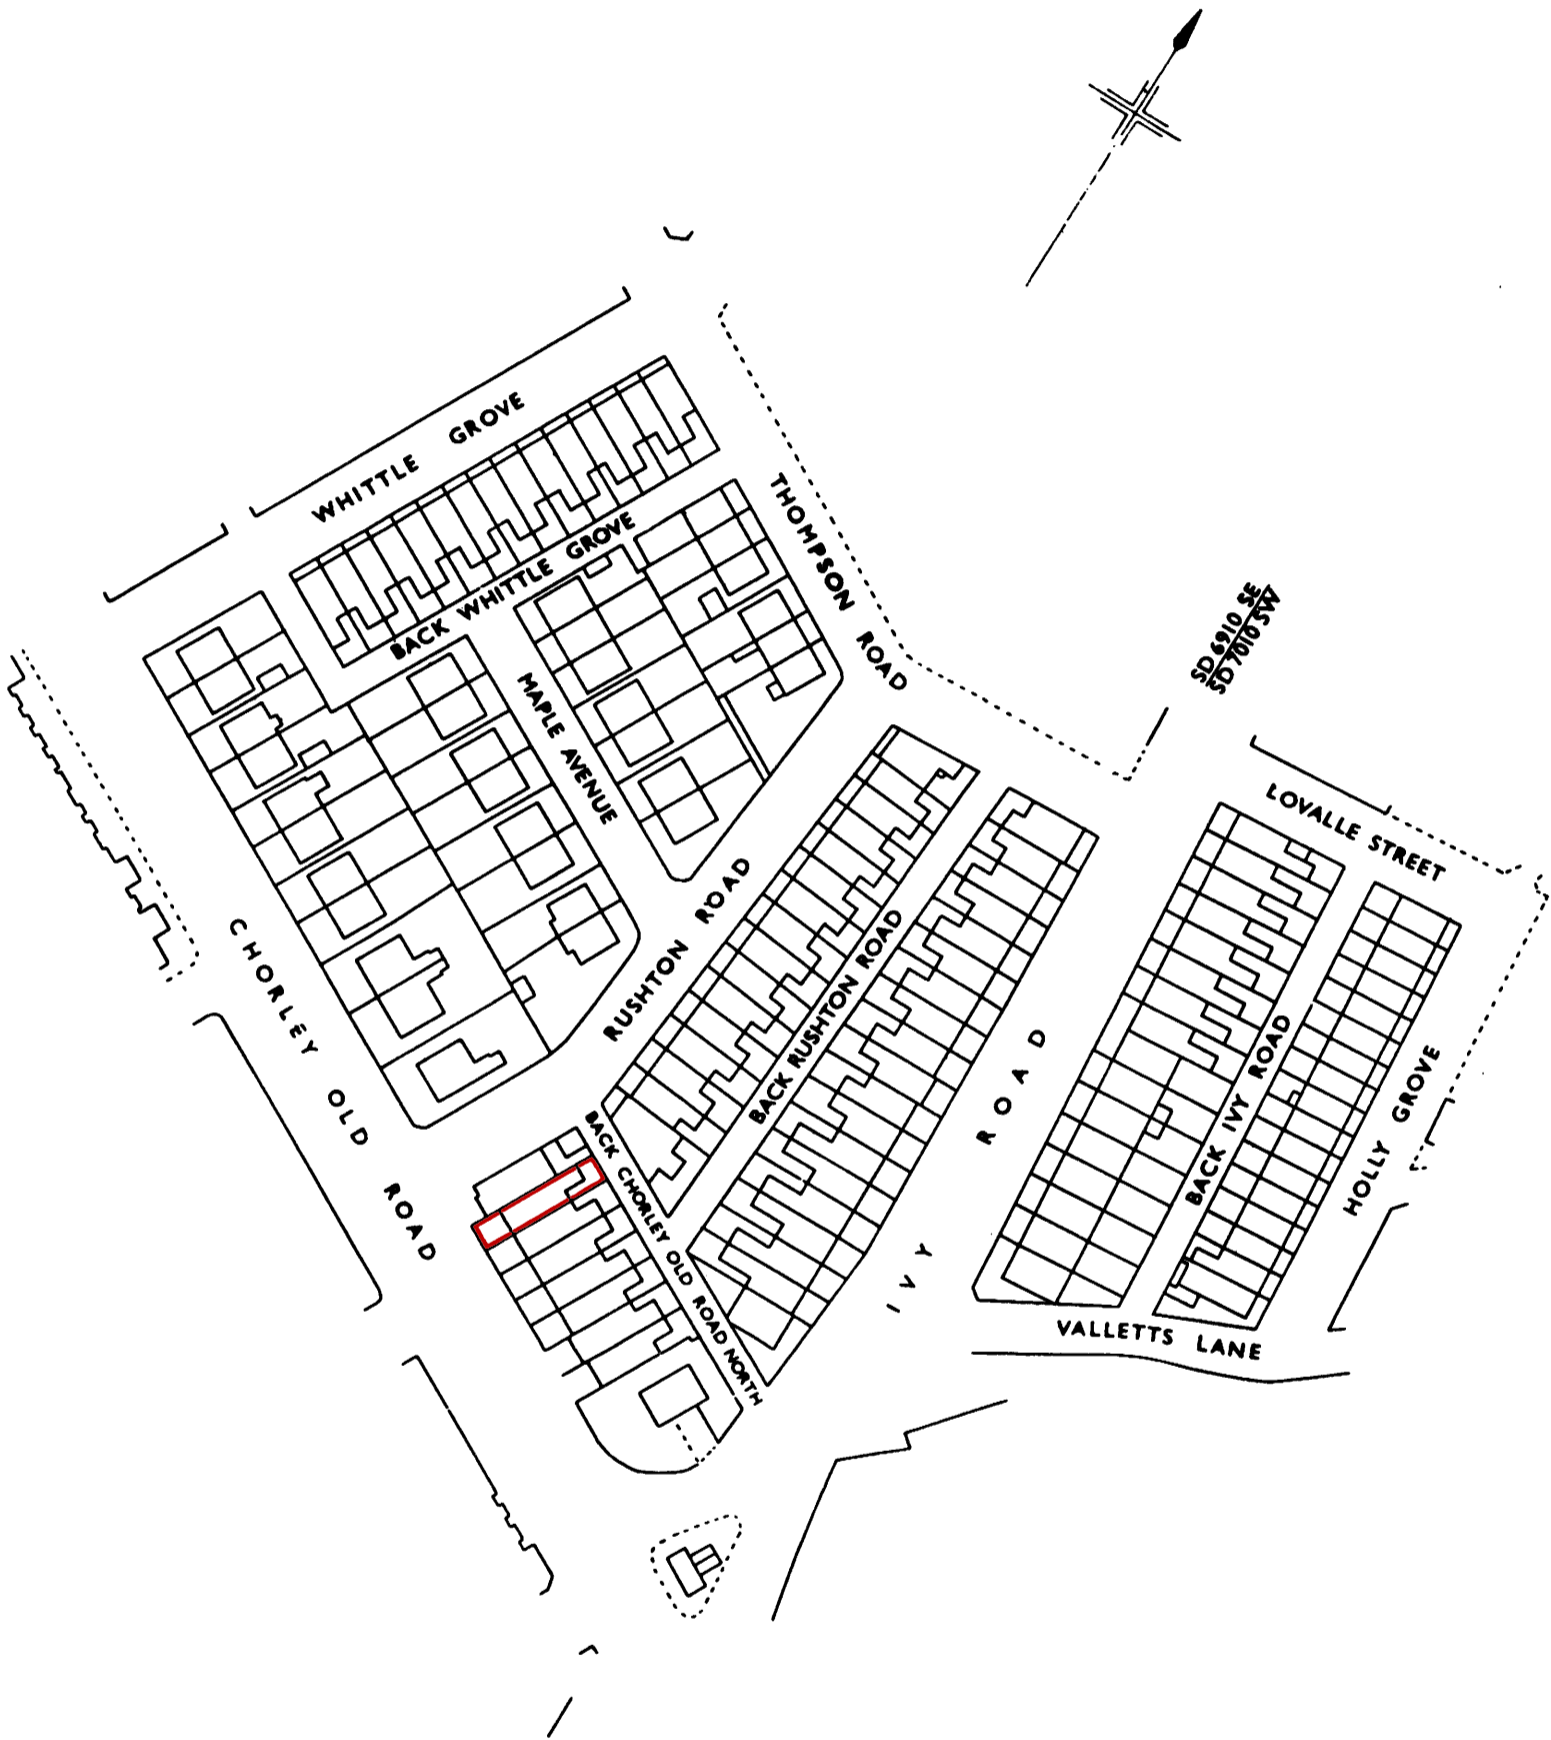 WHITTLE GROVE
BACK WHITTLE GROVE
THOMPSON ROAD
MAPLE AVENUE
SD 6910 SE
SD 7010 SW
LOVALLE STREET
CHORLEY OLD ROAD
RUSHTON ROAD
BACK RUSHTON ROAD
IVY ROAD
BACK IVY ROAD
HOLLY GROVE
BACK CHORLEY OLD ROAD NORTH
VALLETTS LANE